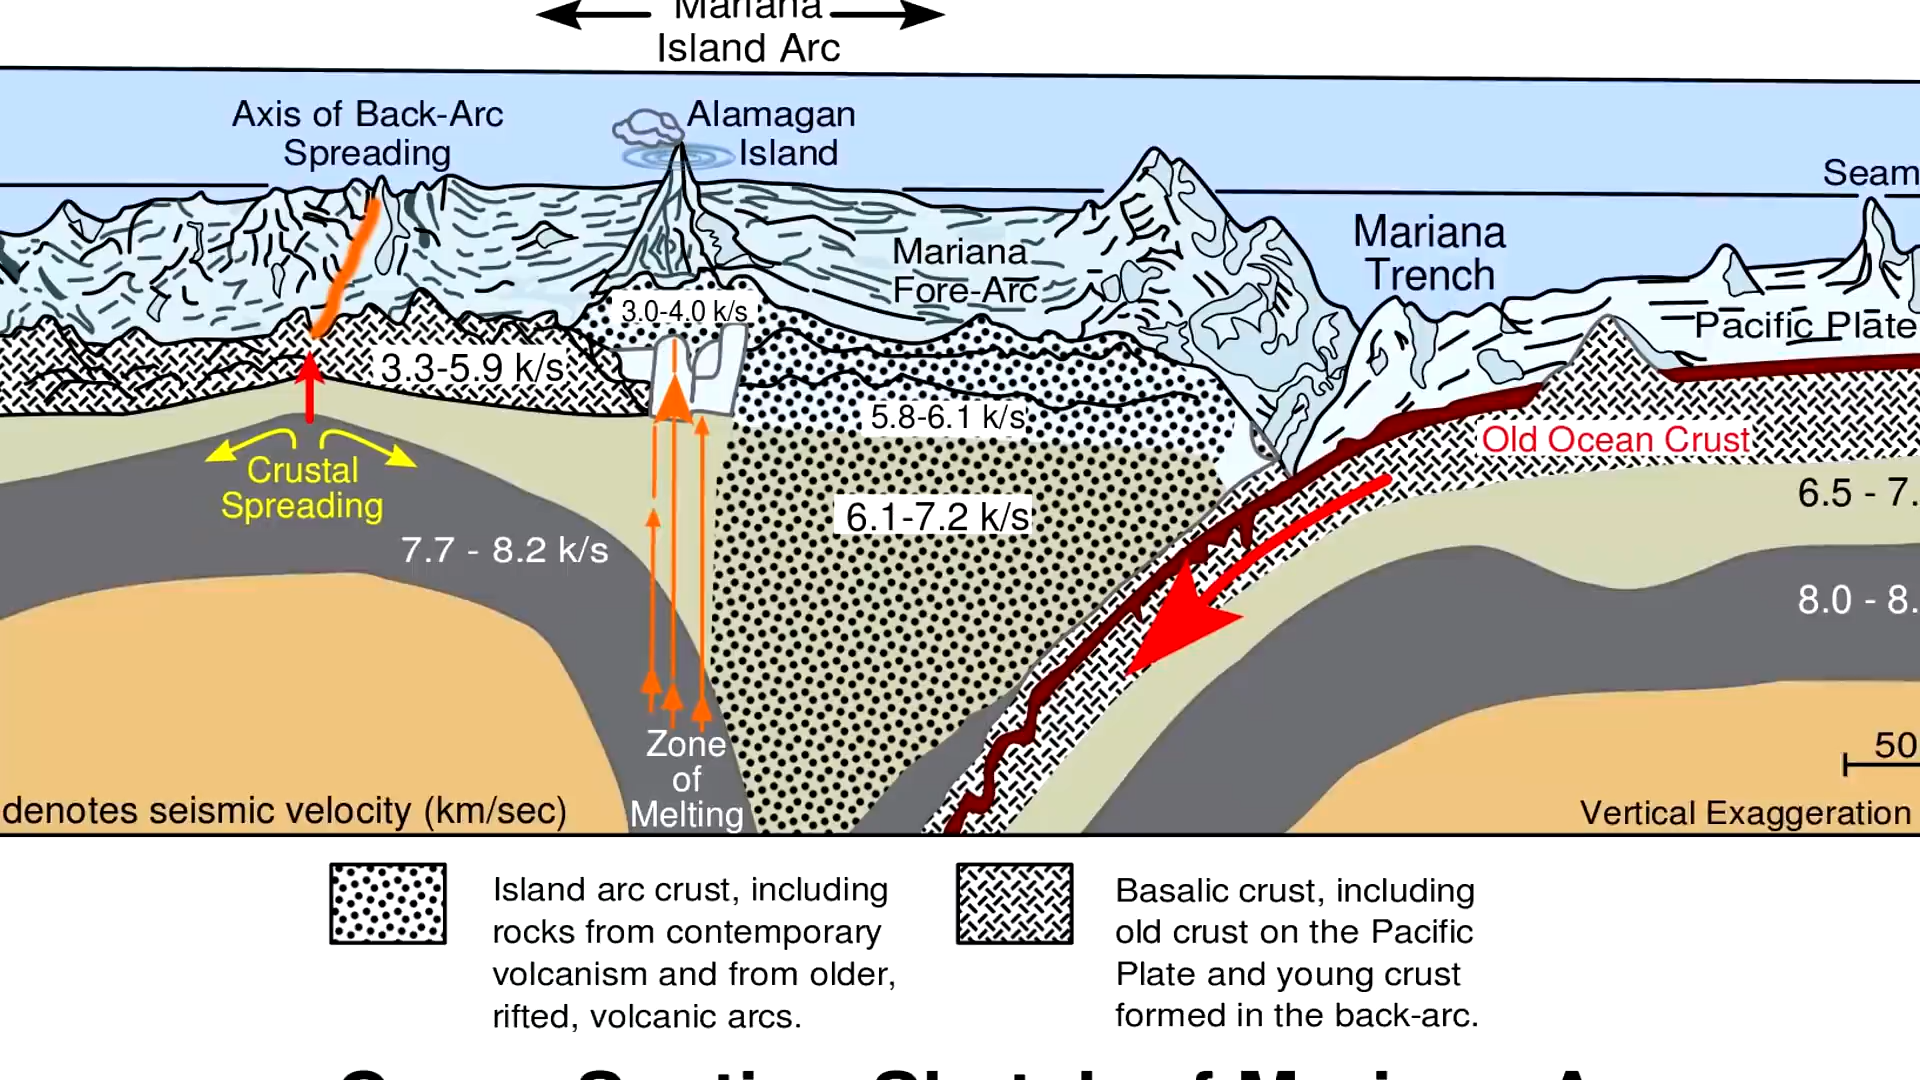 Mariana
Island Arc
Axis of Back-Arc
Spreading
Alamagan
Island
Seam
Mariana
Trench
Mariana
Fore-Arc
3.0-4.0 k/s
Pacific Plate
3.3-5.9 k/s
5.8-6.1 k/s
Old Ocean Crust
Crustal
Spreading
6.5 - 7.
6.1-7.2 k/s
7.7 - 8.2 k/s
8.0 - 8.
Zone
of
Melting
50
denotes seismic velocity (km/sec)
Vertical Exaggeration
Island arc crust, including
rocks from contemporary
volcanism and from older,
rifted, volcanic arcs.
Basalic crust, including
old crust on the Pacific
Plate and young crust
formed in the back-arc.